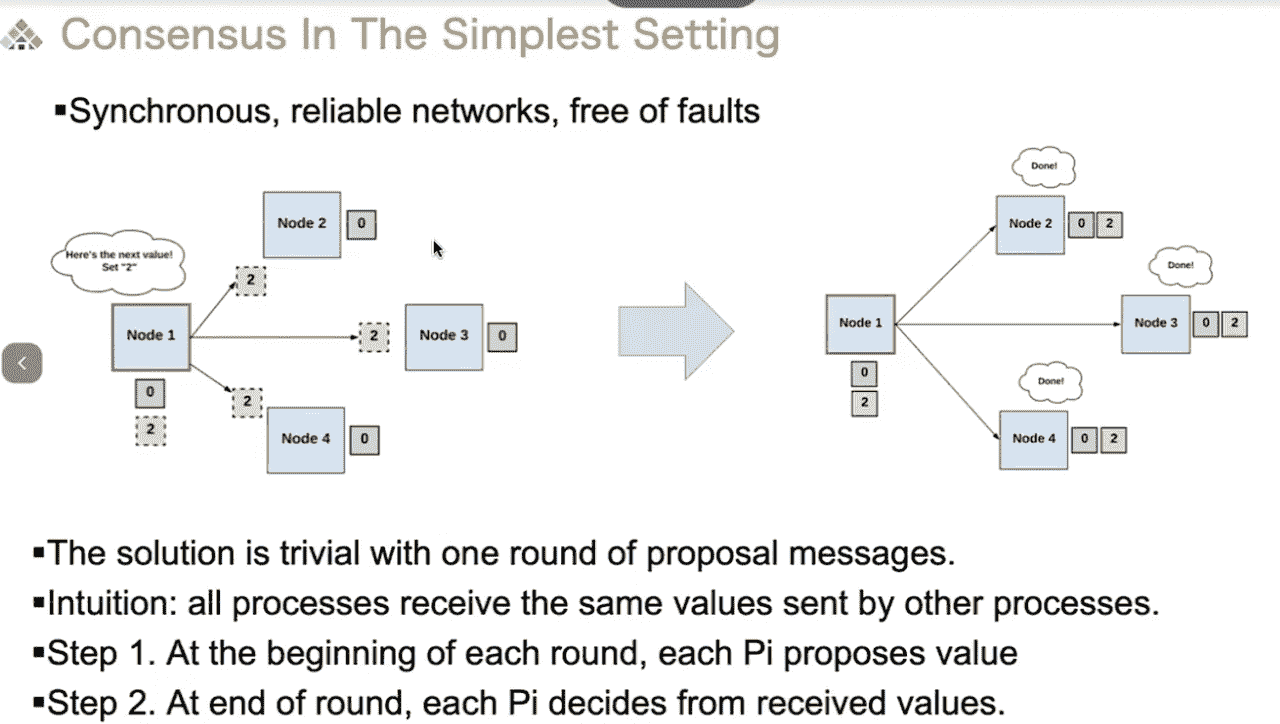 Consensus In The Simplest Setting
▪Synchronous, reliable networks, free of faults
Here's the next value!
Set "2"
Node 2
0
2
Node 1
2
Node 3
0
0
2
2
Node 4
0
Done!
Node 2
0
2
Done!
Node 1
Node 3
0
2
0
2
Done!
Node 4
0
2
▪The solution is trivial with one round of proposal messages.
▪Intuition: all processes receive the same values sent by other processes.
▪Step 1. At the beginning of each round, each Pi proposes value
▪Step 2. At end of round, each Pi decides from received values.